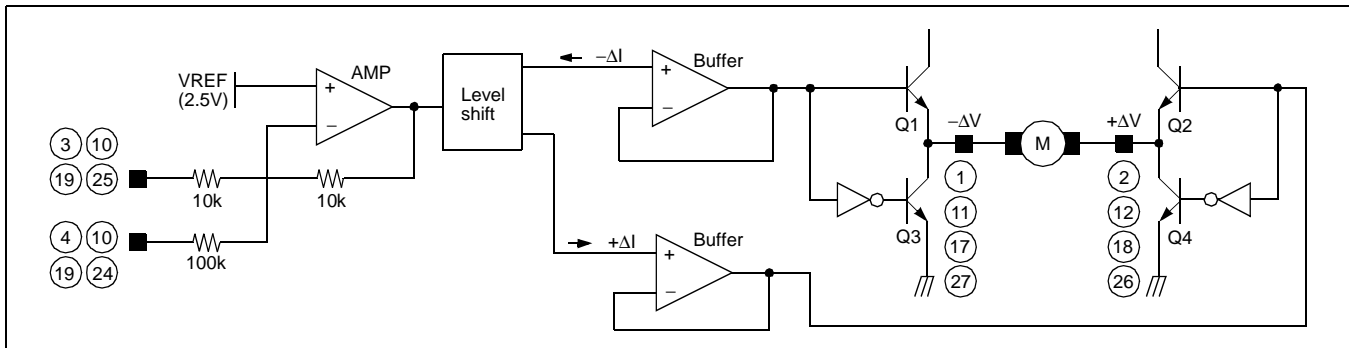 VREF
(2.5V)
AMP
+
−
Level
shift
−ΔI
+ΔI
Buffer
+
−
Buffer
+
−
3 10
19 25
10k
10k
4 10
19 24
100k
Q1
Q3
−ΔV
M
+ΔV
Q2
Q4
1
11
17
27
2
12
18
26